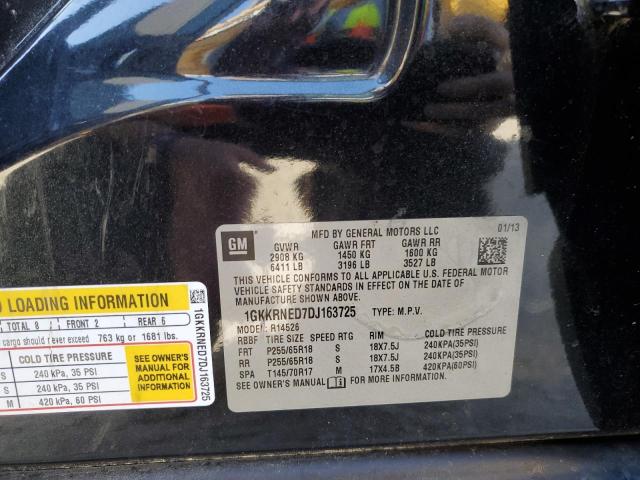 GM
MFD BY GENERAL MOTORS LLC
01/13
GVWR GAWR FRT GAWR RR
2908 KG 1450 KG 1600 KG
6411 LB 3196 LB 3527 LB
THIS VEHICLE CONFORMS TO ALL APPLICABLE U.S. FEDERAL MOTOR
VEHICLE SAFETY STANDARDS IN EFFECT ON THE DATE OF
MANUFACTURE SHOWN ABOVE.
1GKKRNED7DJ163725 TYPE: M.P.V.
MODEL: R14526
RBBF TIRE SIZE SPEED RTG RIM COLD TIRE PRESSURE
FRT P255/65R18 S 18X7.5J 240KPA(35PSI)
RR P255/65R18 S 18X7.5J 240KPA(35PSI)
SPA T145/70R17 M 17X4.5B 420KPA(60PSI)
SEE OWNER'S MANUAL FOR MORE INFORMATION.
LOADING INFORMATION
TOTAL 8 FRONT 2 REAR 6
cargo should never exceed 763 kg or 1681 lbs.
COLD TIRE PRESSURE
S 240 kPa, 35 PSI
S 240 kPa, 35 PSI
M 420 kPa, 60 PSI
SEE OWNER'S
MANUAL FOR
ADDITIONAL
INFORMATION
1GKKRNED7DJ163725